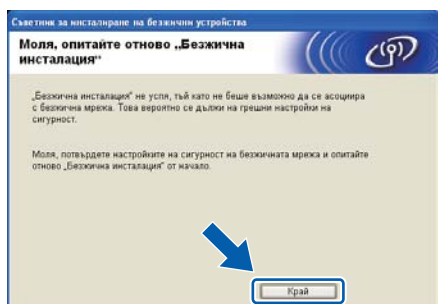 Съветник за инсталиране на безжични устройства
Моля, опитайте отново „Безжична
инсталация“
„Безжична инсталация“ не успя, тъй като не беше възможно да се асоциира
с безжична мрежа. Това вероятно се дължи на грешни настройки на
сигурност.
Моля, потвърдете настройките на сигурност на безжичната мрежа и опитайте
отново „Безжична инсталация“ от начало.
Край